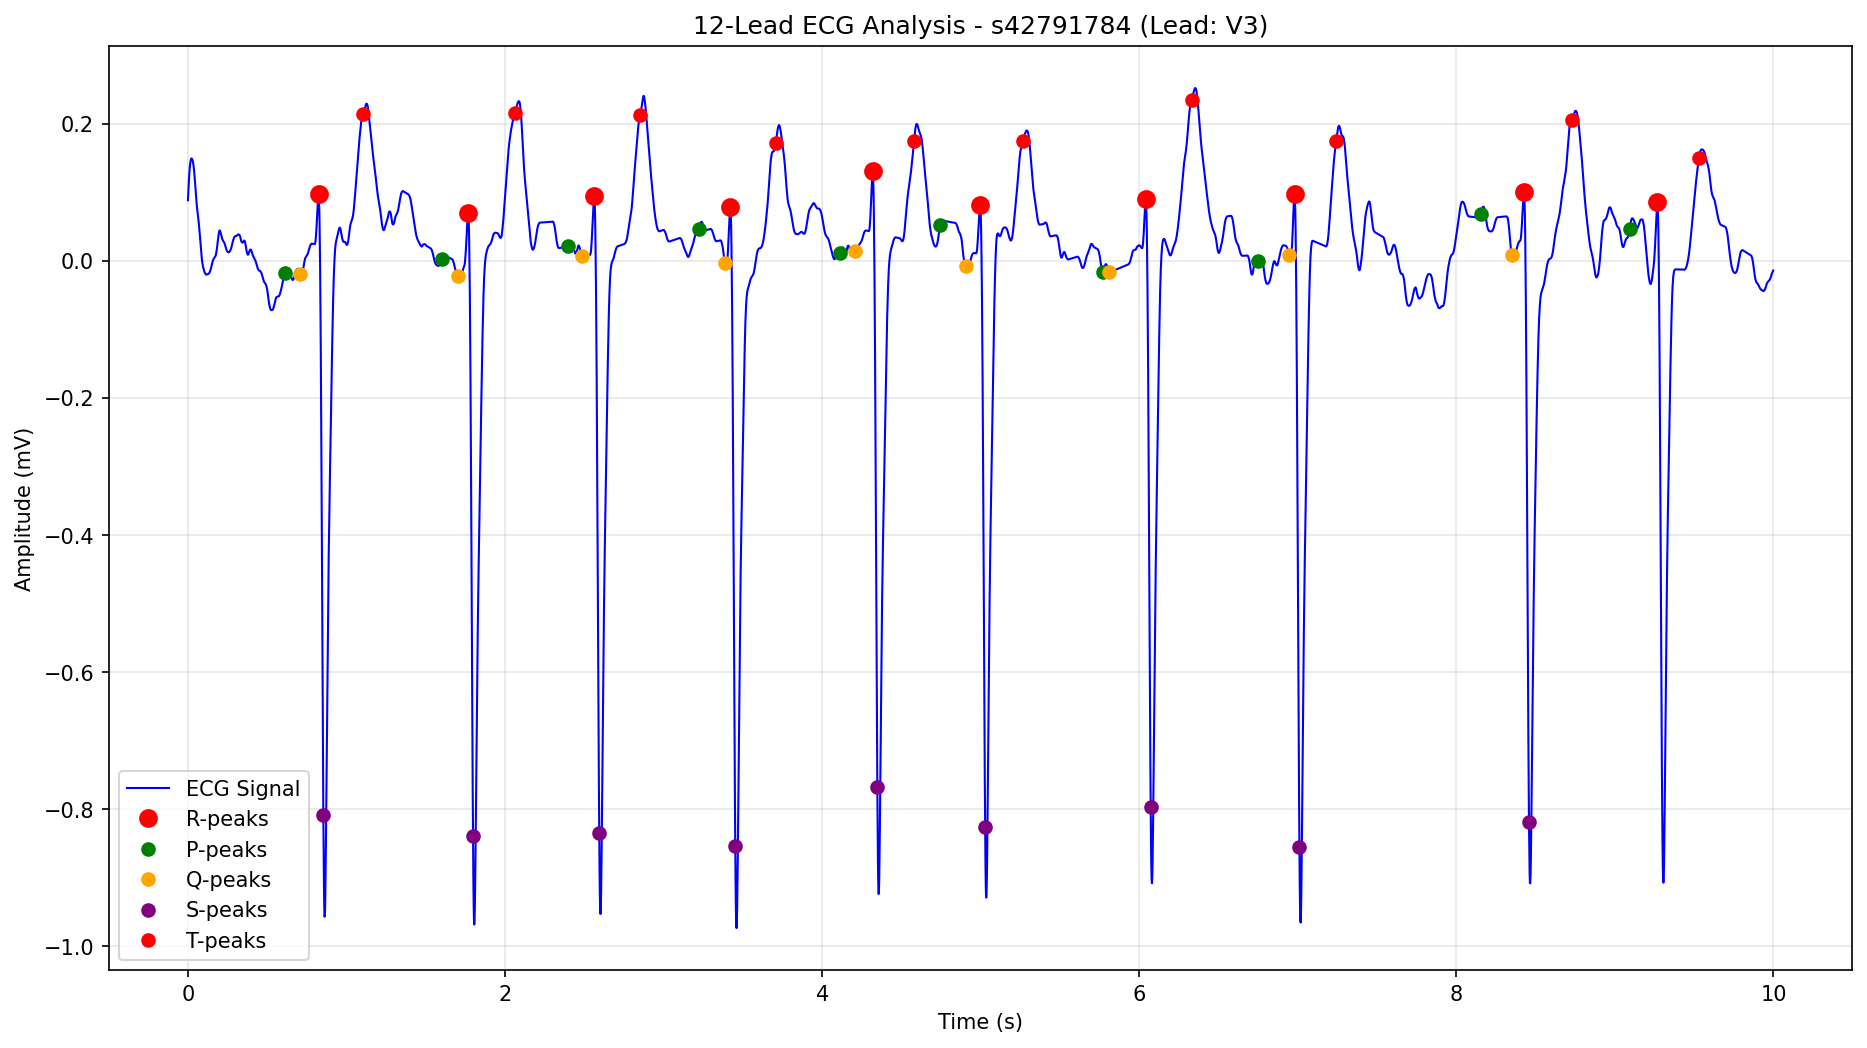 12-Lead ECG Analysis - s42791784 (Lead: V3)
Amplitude (mV)
0.2
0.0
−0.2
−0.4
−0.6
−0.8
−1.0
ECG Signal
R-peaks
P-peaks
Q-peaks
S-peaks
T-peaks
0 2 4 6 8 10
Time (s)